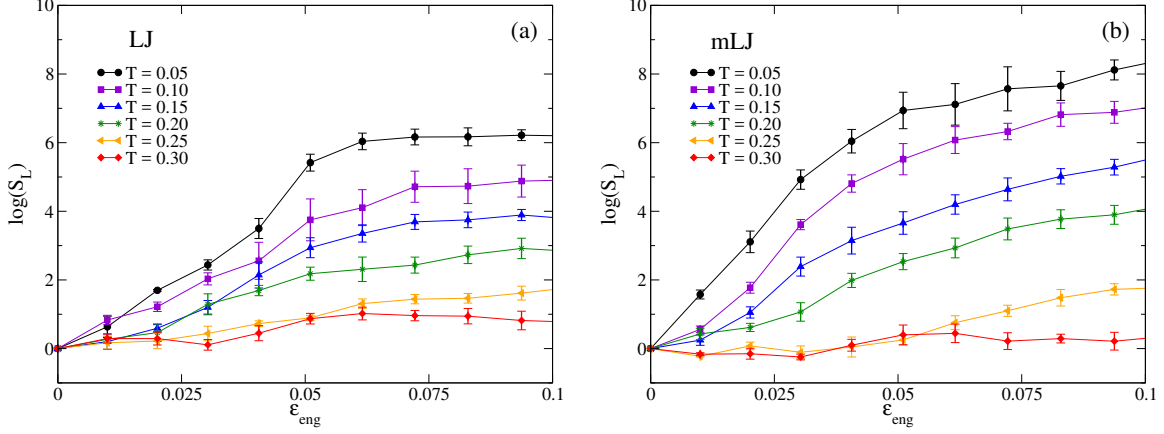 10
8
6
4
2
0
log(S_L)
LJ
(a)
T = 0.05
T = 0.10
T = 0.15
T = 0.20
T = 0.25
T = 0.30
0 0.025 0.05 0.075 0.1
ε_eng
10
8
6
4
2
0
log(S_L)
mLJ
(b)
T = 0.05
T = 0.10
T = 0.15
T = 0.20
T = 0.25
T = 0.30
0 0.025 0.05 0.075 0.1
ε_eng